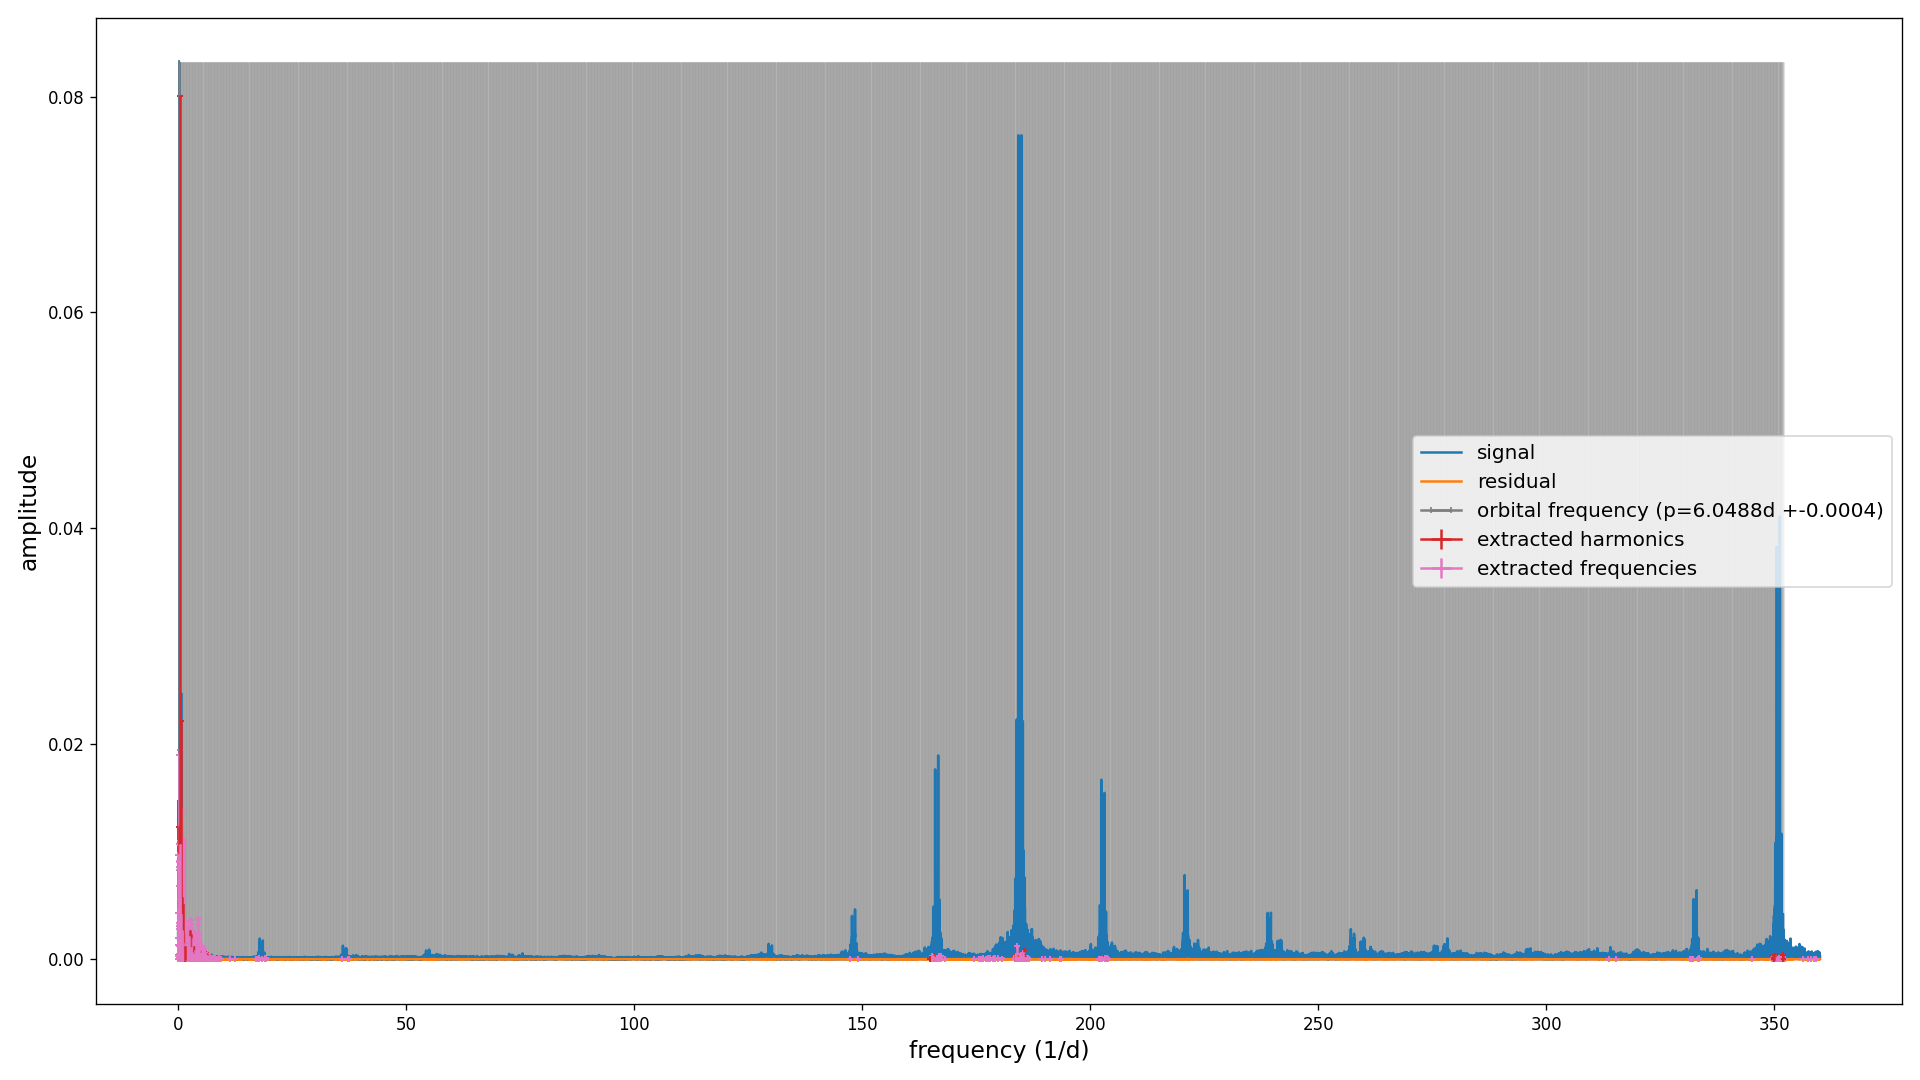 0.08
0.06
0.04
0.02
0.00
amplitude
signal
residual
orbital frequency (p=6.0488d +-0.0004)
extracted harmonics
extracted frequencies
0 50 100 150 200 250 300 350
frequency (1/d)